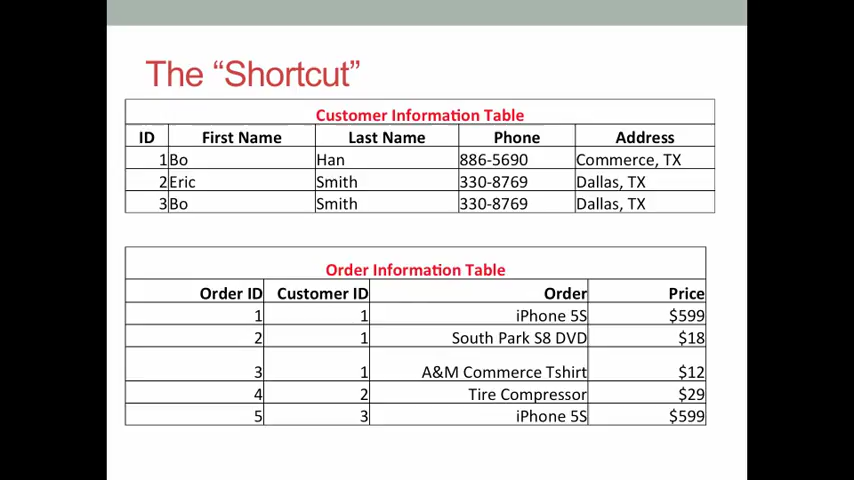 The “Shortcut”
Customer Information Table
ID First Name Last Name Phone Address
1 Bo Han 886-5690 Commerce, TX
2 Eric Smith 330-8769 Dallas, TX
3 Bo Smith 330-8769 Dallas, TX
Order Information Table
Order ID Customer ID Order Price
1 1 iPhone 5S $599
2 1 South Park S8 DVD $18
3 1 A&M Commerce Tshirt $12
4 2 Tire Compressor $29
5 3 iPhone 5S $599